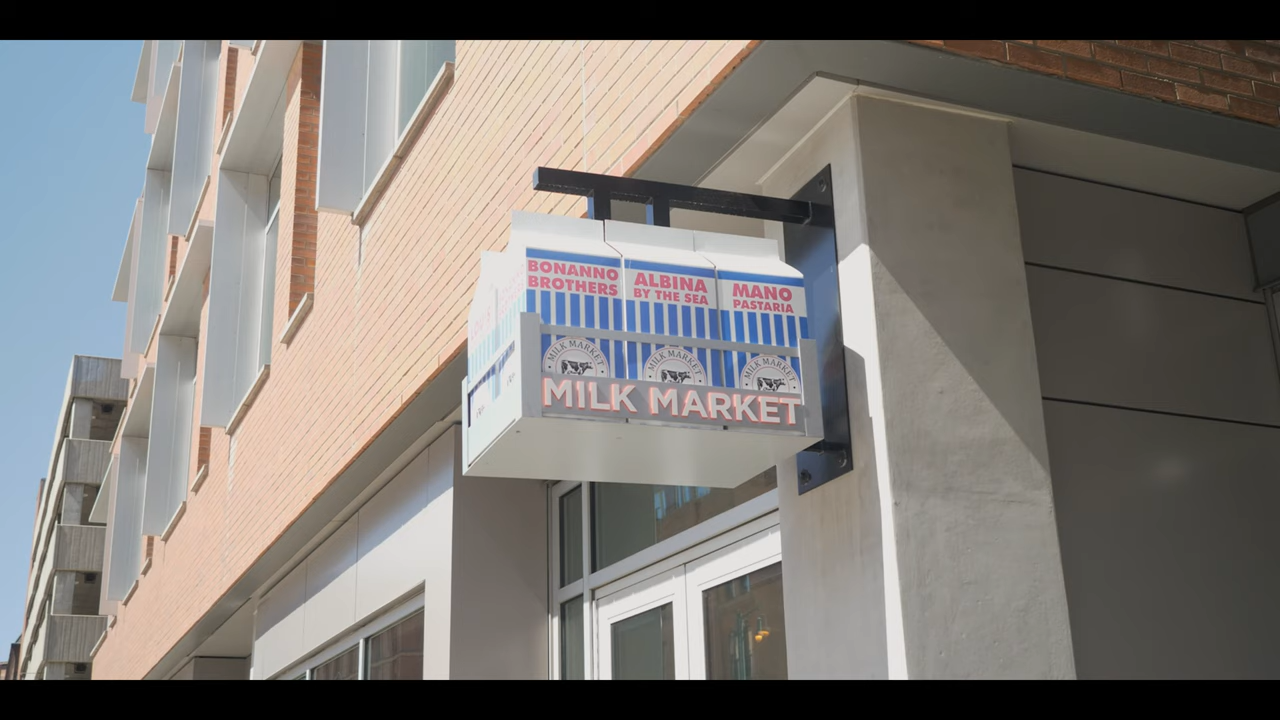 BONANNO
BROTHERS
ALBINA
BY THE SEA
MANO
PASTARIA
MILK MARKET
MILK MARKET
MILK MARKET
MILK MARKET